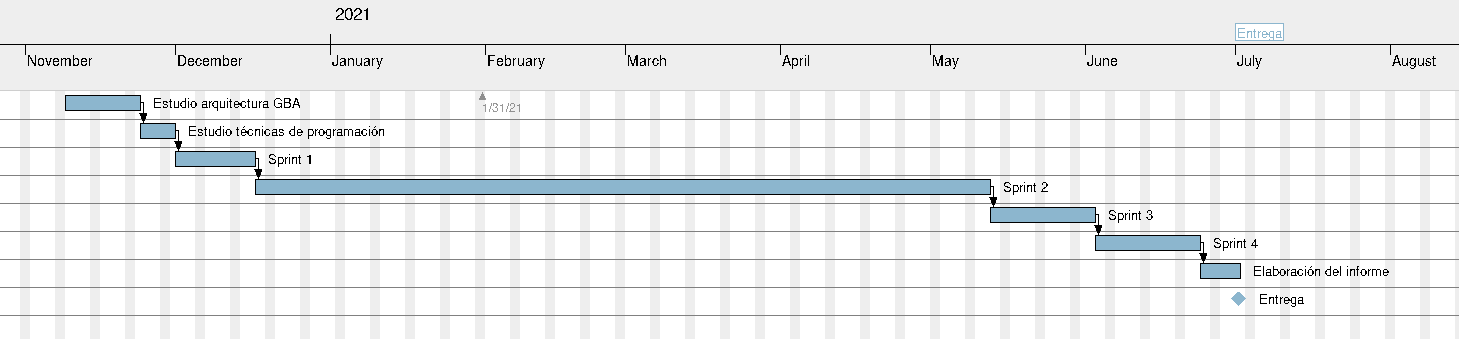 2021
Entrega
November December January February March April May June July August
Estudio arquitectura GBA
1/31/21
Estudio técnicas de programación
Sprint 1
Sprint 2
Sprint 3
Sprint 4
Elaboración del informe
Entrega